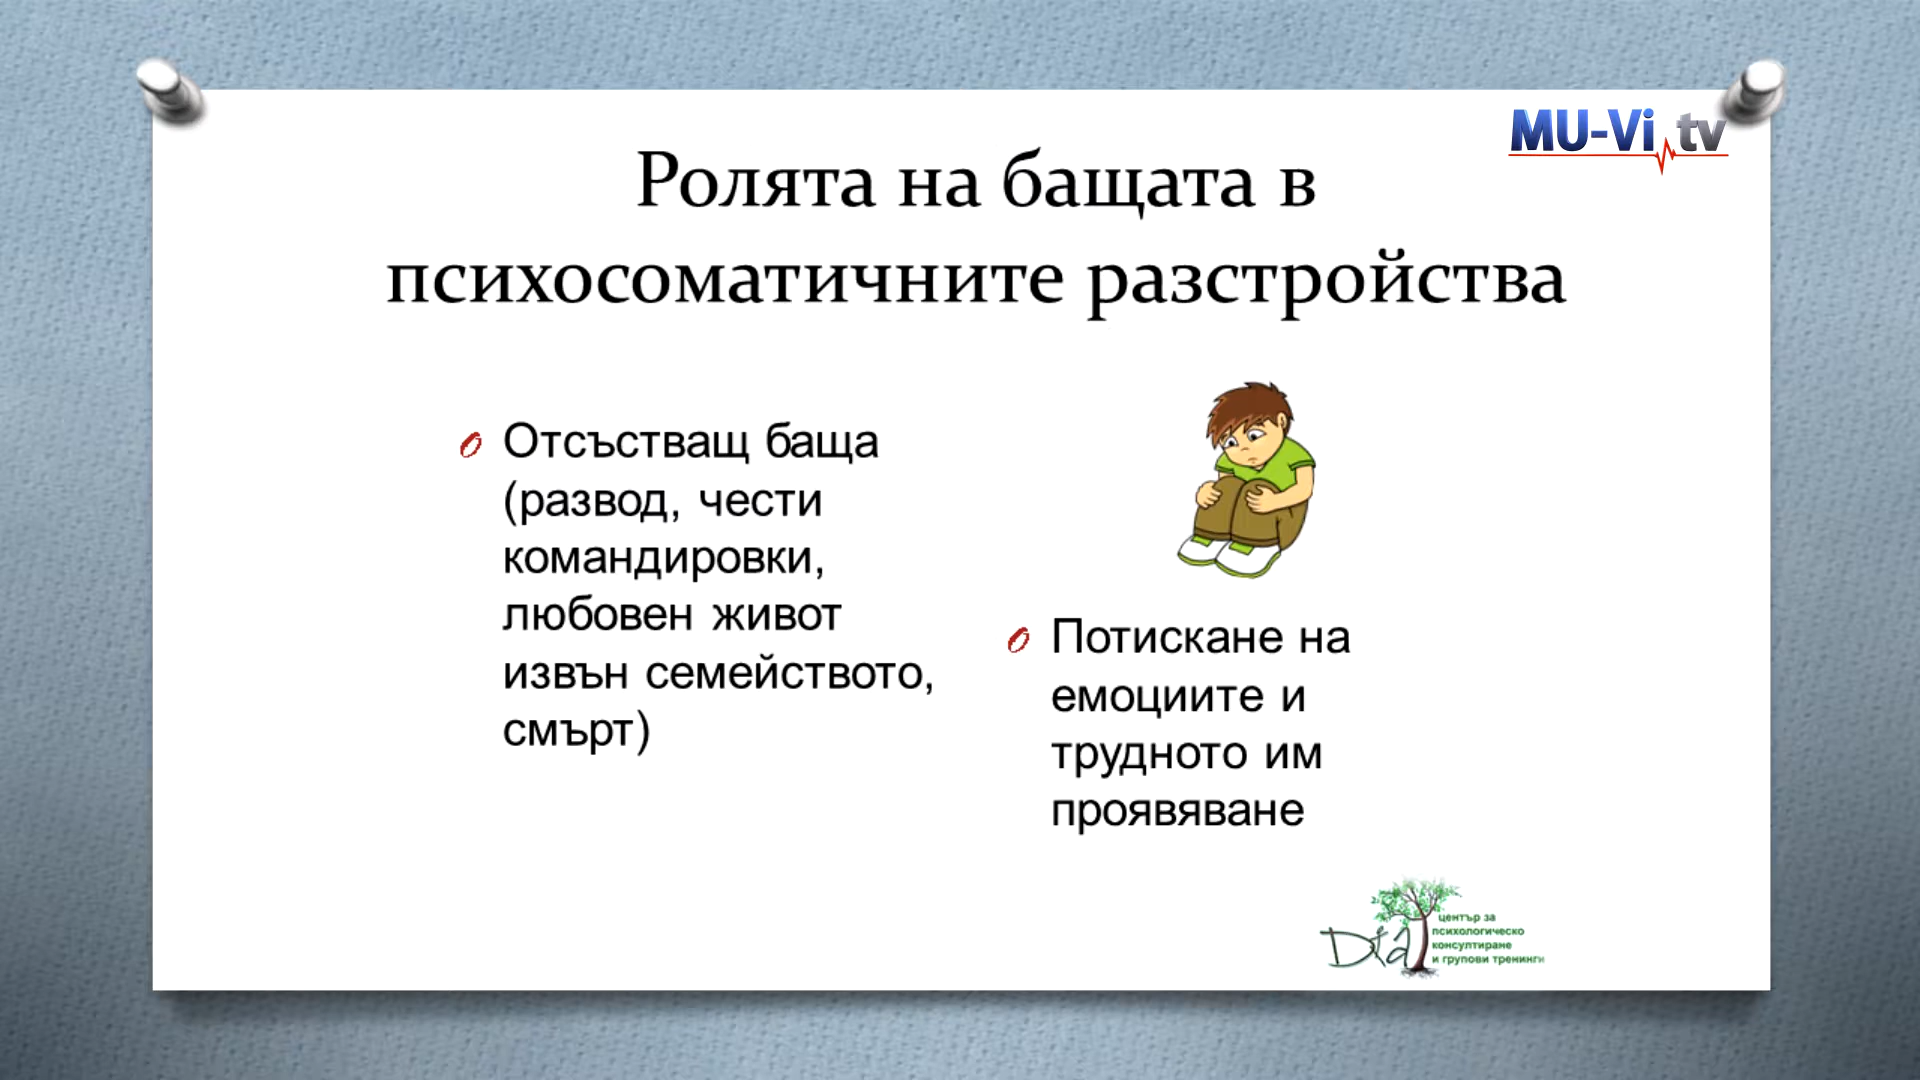 MU-Vi tv
Ролята на бащата в
психосоматичните разстройства
Отсъстващ баща
(развод, чести
командировки,
любовен живот
извън семейството,
смърт)
Потискане на
емоциите и
трудното им
проявяване
Dia
център за
психологическо
консултиране
и групови тренинги